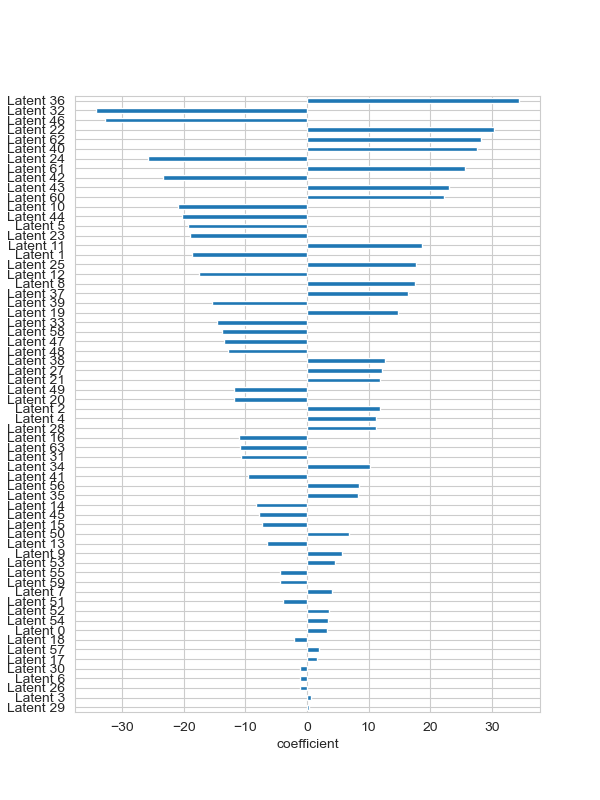 Latent 36
Latent 32
Latent 46
Latent 22
Latent 62
Latent 40
Latent 24
Latent 61
Latent 42
Latent 43
Latent 60
Latent 10
Latent 44
Latent 5
Latent 23
Latent 11
Latent 1
Latent 25
Latent 12
Latent 8
Latent 37
Latent 39
Latent 19
Latent 33
Latent 58
Latent 47
Latent 48
Latent 38
Latent 27
Latent 21
Latent 49
Latent 20
Latent 2
Latent 4
Latent 28
Latent 16
Latent 63
Latent 31
Latent 34
Latent 41
Latent 56
Latent 35
Latent 14
Latent 45
Latent 15
Latent 50
Latent 13
Latent 9
Latent 53
Latent 55
Latent 59
Latent 7
Latent 51
Latent 52
Latent 54
Latent 0
Latent 18
Latent 57
Latent 17
Latent 30
Latent 6
Latent 26
Latent 3
Latent 29
−30 −20 −10 0 10 20 30
coefficient